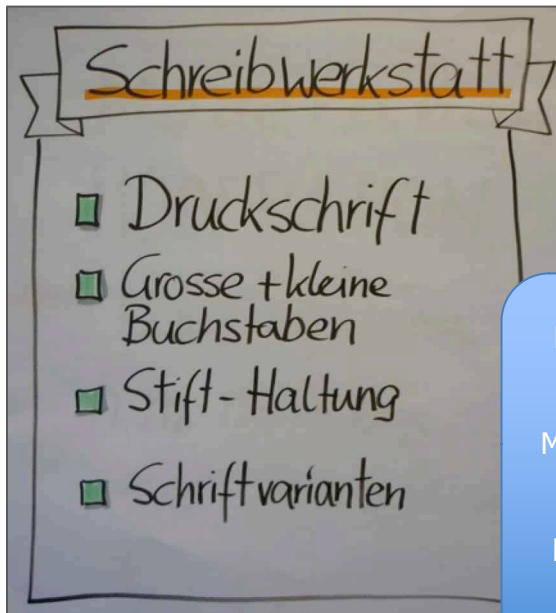 Schreibwerkstatt
Druckschrift
Grosse + kleine
Buchstaben
Stift-Haltung
Schriftvarianten